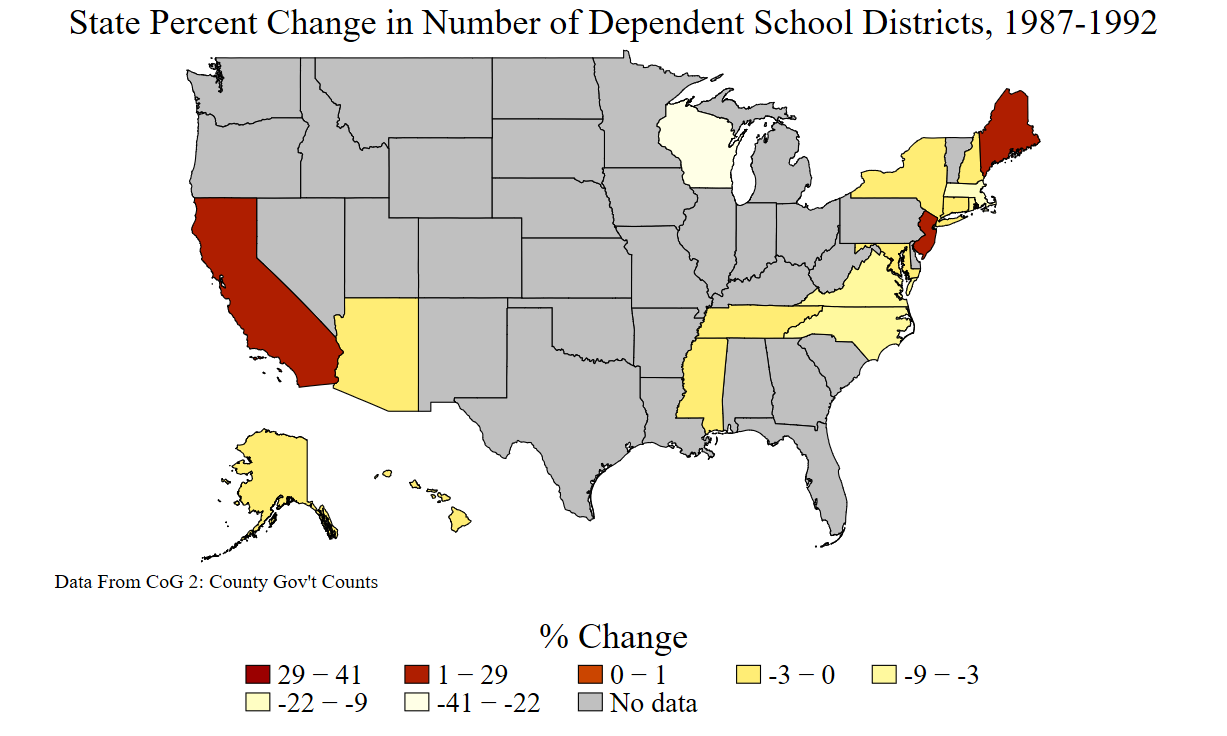 State Percent Change in Number of Dependent School Districts, 1987-1992
Data From CoG 2: County Gov't Counts
% Change
29 − 41 1 − 29 0 − 1 -3 − 0 -9 − -3
-22 − -9 -41 − -22 No data